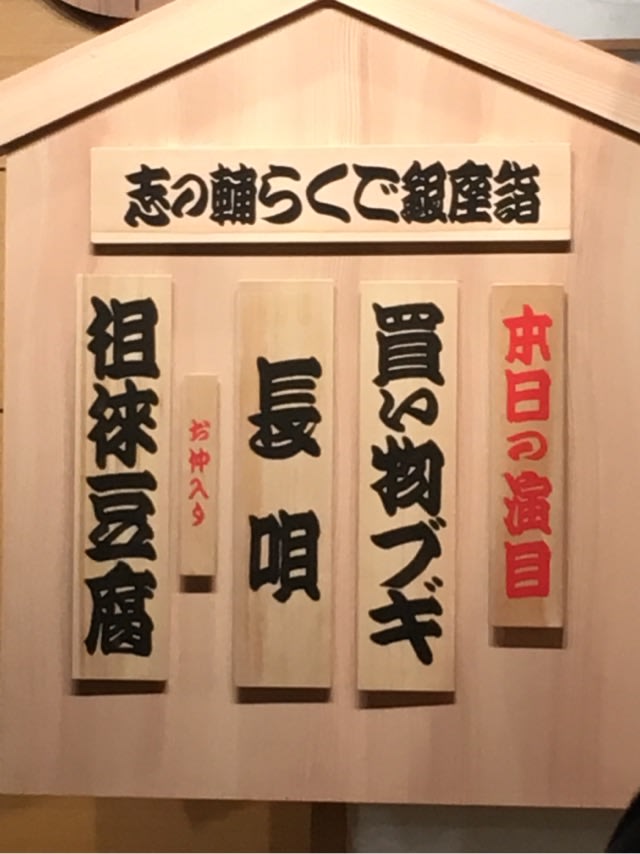 志の輔らくご銀座詣
本日の演目
買い物ブギ
長唄
お仲入り
徂徠豆腐